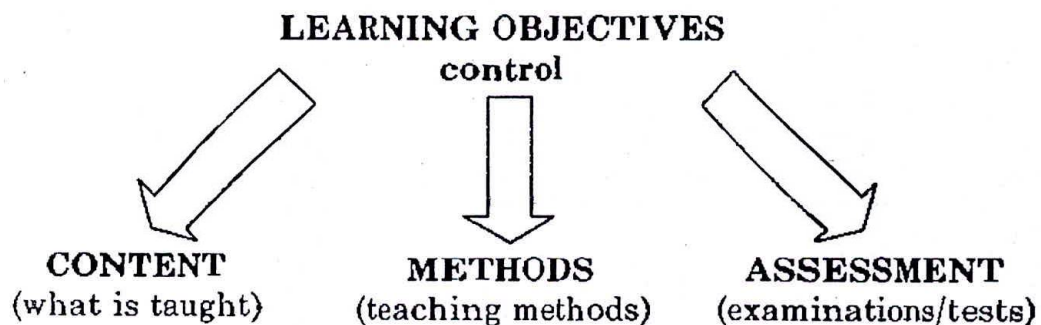 LEARNING OBJECTIVES
control
CONTENT
(what is taught)
METHODS
(teaching methods)
ASSESSMENT
(examinations/tests)